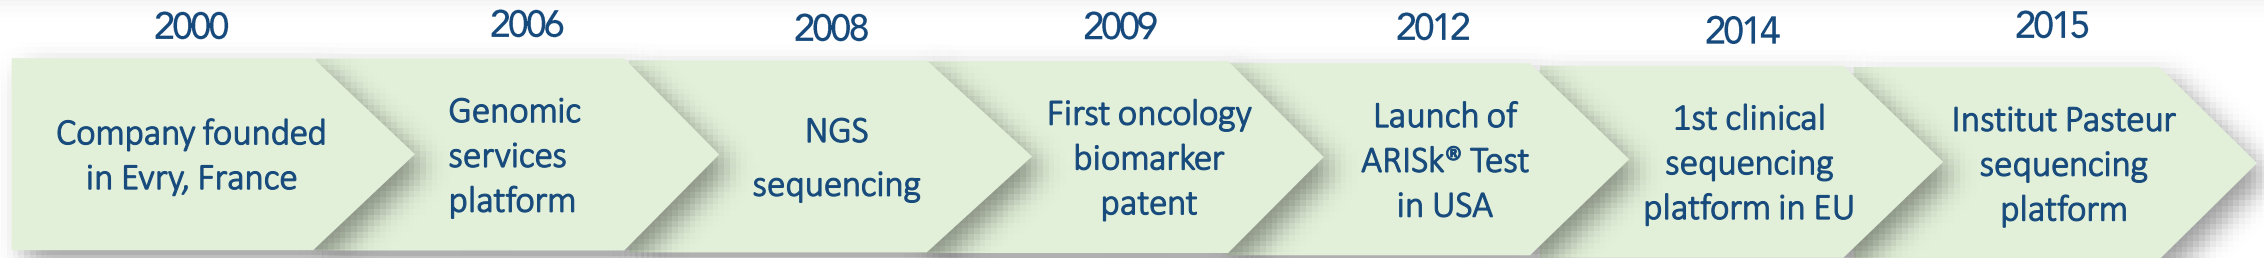 2000
Company founded
in Evry, France
2006
Genomic
services
platform
2008
NGS
sequencing
2009
First oncology
biomarker
patent
2012
Launch of
ARISk® Test
in USA
2014
1st clinical
sequencing
platform in EU
2015
Institut Pasteur
sequencing
platform